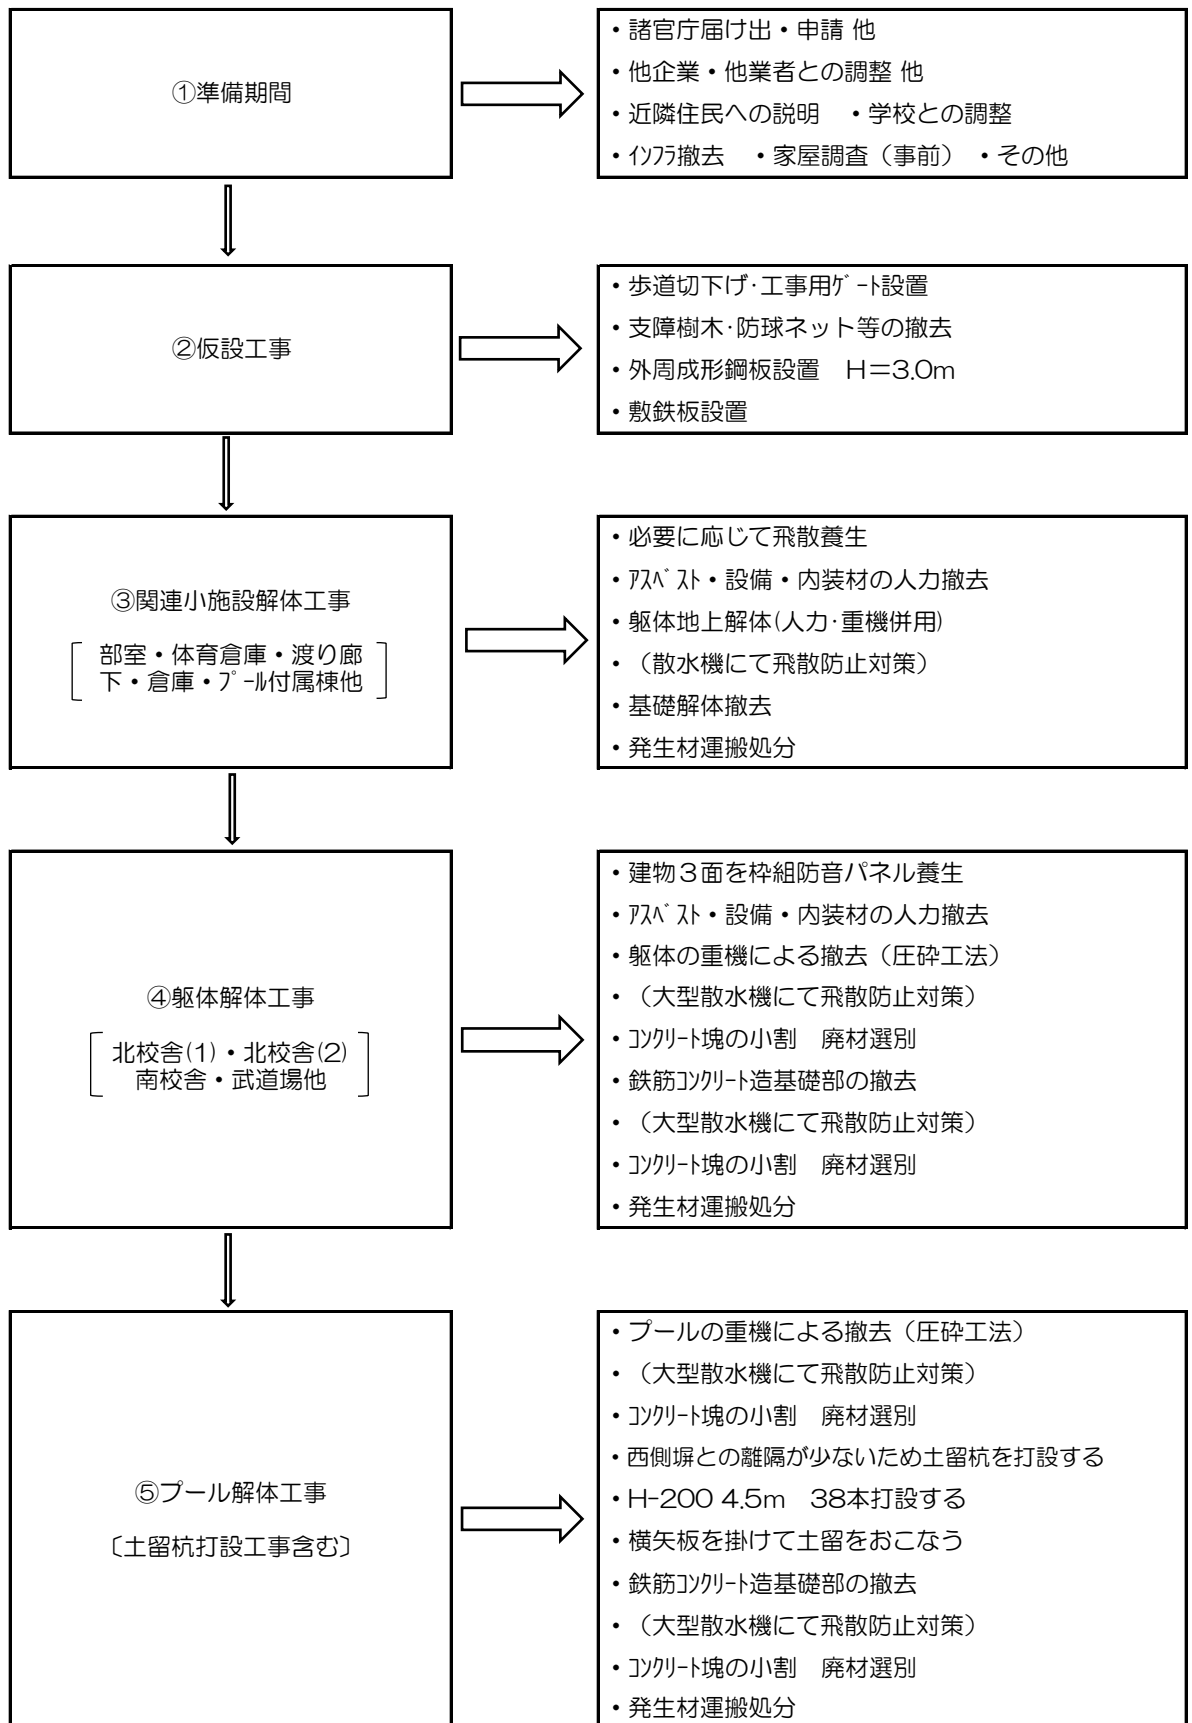 ①準備期間
・諸官庁届け出・申請 他
・他企業・他業者との調整 他
・近隣住民への説明　・学校との調整
・ｲﾝﾌﾗ撤去　・家屋調査（事前）　・その他
②仮設工事
・歩道切下げ･工事用ｹﾞｰﾄ設置
・支障樹木･防球ネット等の撤去
・外周成形鋼板設置　H＝3.0m
・敷鉄板設置
③関連小施設解体工事
部室・体育倉庫・渡り廊
下・倉庫・ﾌﾟｰﾙ付属棟他
・必要に応じて飛散養生
・ｱｽﾍﾞｽﾄ・設備・内装材の人力撤去
・躯体地上解体(人力･重機併用)
・（散水機にて飛散防止対策）
・基礎解体撤去
・発生材運搬処分
④躯体解体工事
北校舎(1)・北校舎(2)
南校舎・武道場他
・建物３面を枠組防音パネル養生
・ｱｽﾍﾞｽﾄ・設備・内装材の人力撤去
・躯体の重機による撤去（圧砕工法）
・（大型散水機にて飛散防止対策）
・ｺﾝｸﾘｰﾄ塊の小割　廃材選別
・鉄筋ｺﾝｸﾘｰﾄ造基礎部の撤去
・（大型散水機にて飛散防止対策）
・ｺﾝｸﾘｰﾄ塊の小割　廃材選別
・発生材運搬処分
⑤プール解体工事
〔土留杭打設工事含む〕
・プールの重機による撤去（圧砕工法）
・（大型散水機にて飛散防止対策）
・ｺﾝｸﾘｰﾄ塊の小割　廃材選別
・西側塀との離隔が少ないため土留杭を打設する
・H-200 4.5m　38本打設する
・横矢板を掛けて土留をおこなう
・鉄筋ｺﾝｸﾘｰﾄ造基礎部の撤去
・（大型散水機にて飛散防止対策）
・ｺﾝｸﾘｰﾄ塊の小割　廃材選別
・発生材運搬処分